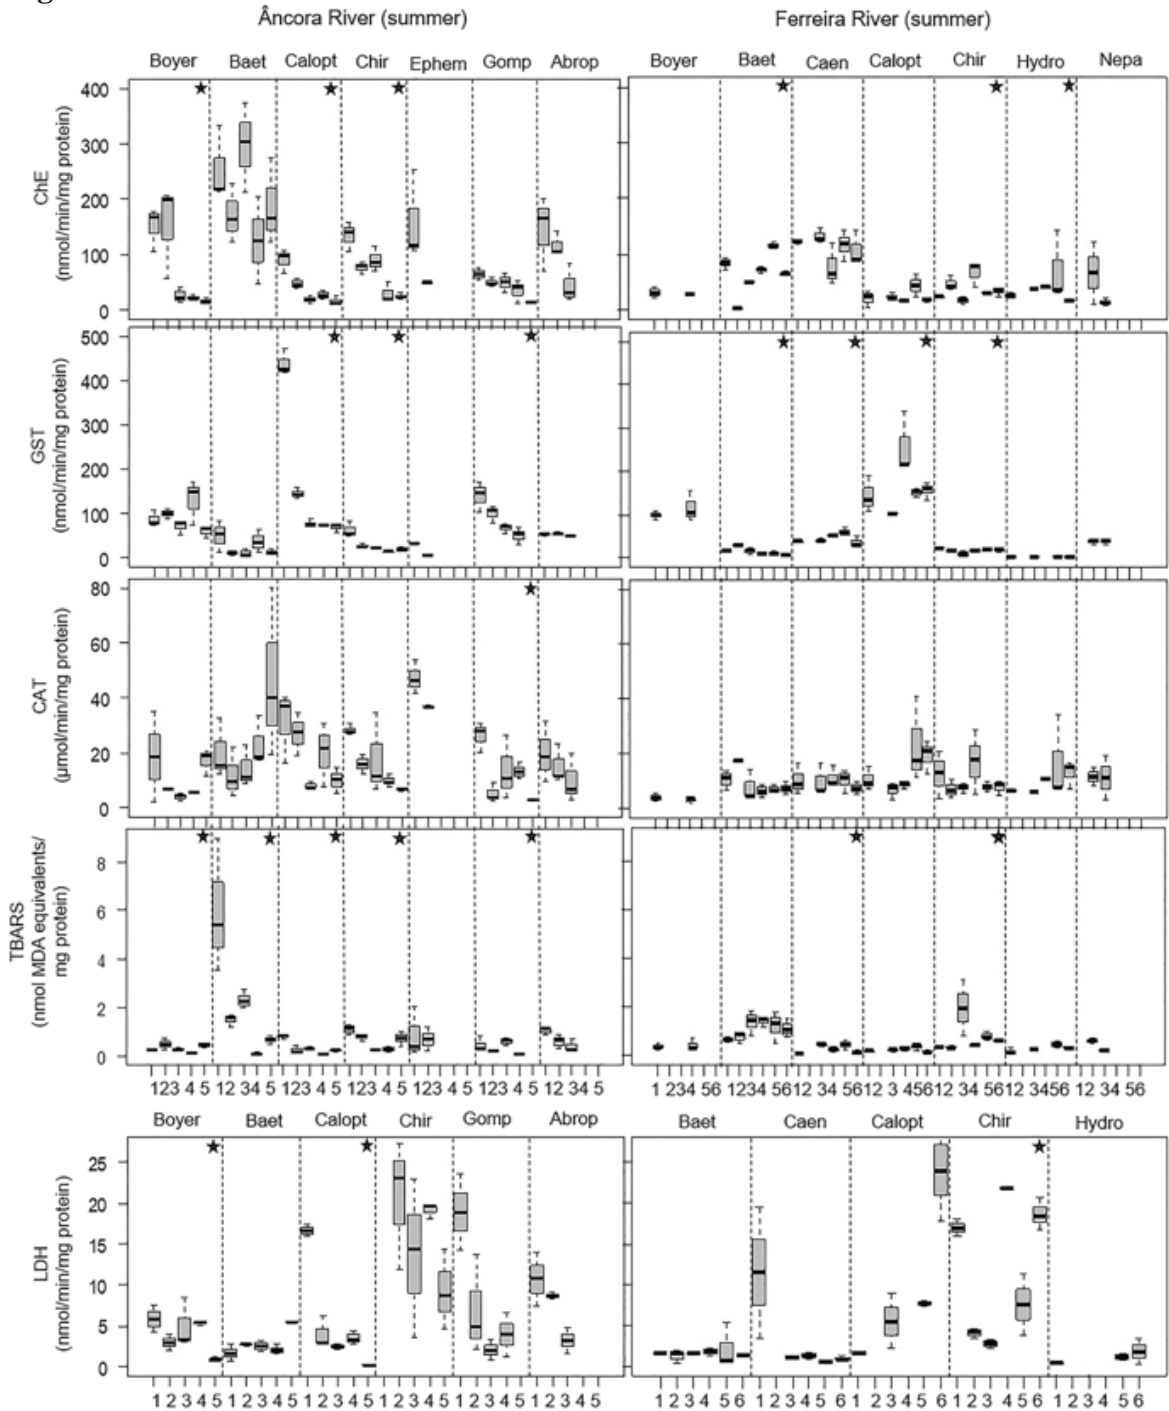 Âncora River (summer)
Ferreira River (summer)
Boyer Baet Calopt Chir Ephem Gomp Abrop
Boyer Baet Caen Calopt Chir Hydro Nepa
ChE
(nmol/min/mg protein)
400
300
200
100
0
GST
(nmol/min/mg protein)
500
400
300
200
100
0
CAT
(µmol/min/mg protein)
80
60
40
20
0
TBARS
(nmol MDA equivalents/
mg protein)
8
6
4
2
0
123 4 5 12 34 5 123 4 5 123 4 5 123 4 5 123 4 5 12 34 5
1 234 56 12 34 56 12 34 56 12 3 456 12 34 56 12 3456 12 34 56
Boyer Baet Calopt Chir Gomp Abrop
Baet Caen Calopt Chir Hydro
LDH
(nmol/min/mg protein)
25
20
15
10
5
0
1 2 3 4 5 1 2 3 4 5 1 2 3 4 5 1 2 3 4 5 1 2 3 4 5 1 2 3 4 5
1 2 3 4 5 6 1 2 3 4 6 1 2 3 4 5 6 1 2 3 4 5 6 1 2 3 4 5 6